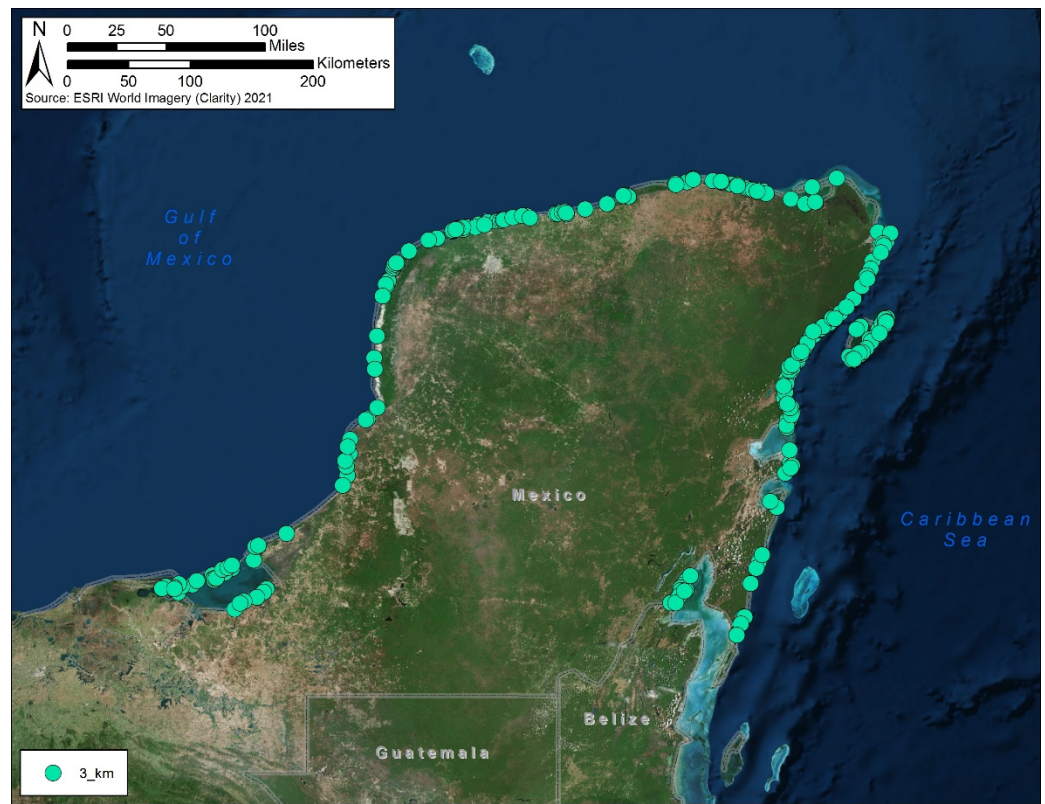 N
0 25 50 100
Miles
Kilometers
0 50 100 200
Source: ESRI World Imagery (Clarity) 2021
Gulf
of
Mexico
Mexico
Caribbean
Sea
Belize
Guatemala
3_km